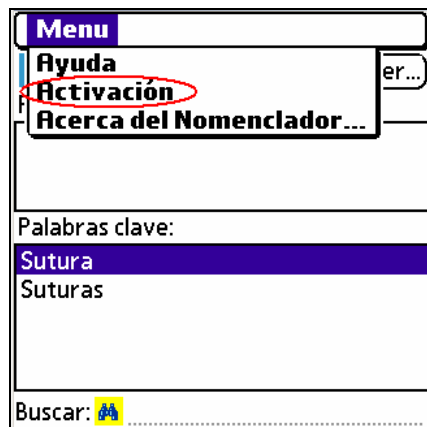 Menu
Ayuda
er...
Activación
Acerca del Nomenclador...
Palabras clave:
Sutura
Suturas
Buscar: